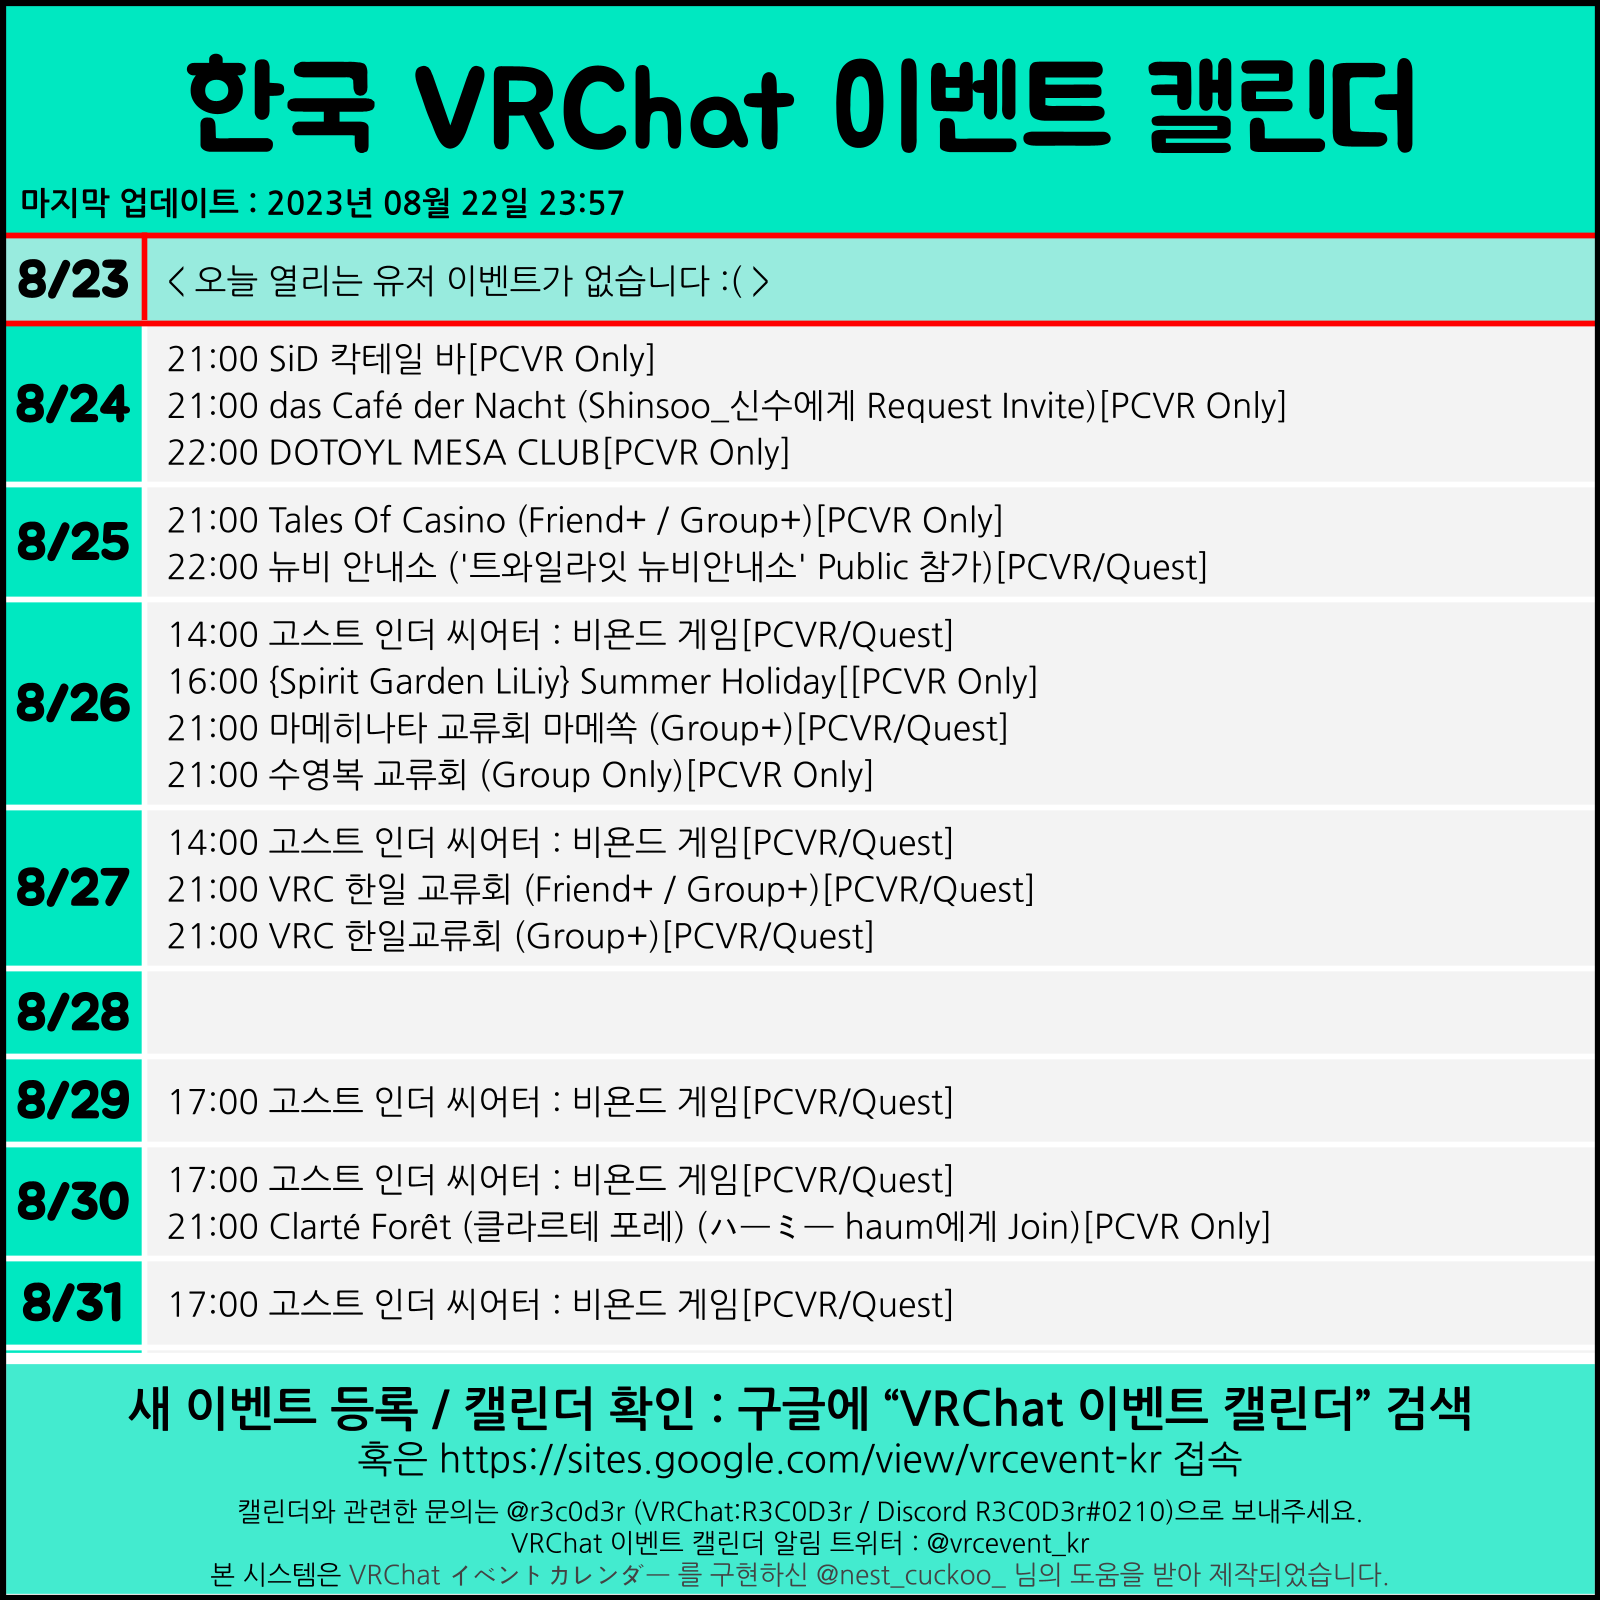 한국 VRChat 이벤트 캘린더
마지막 업데이트 : 2023년 08월 22일 23:57
8/23
< 오늘 열리는 유저 이벤트가 없습니다 :( >
8/24
21:00 SiD 칵테일 바[PCVR Only]
21:00 das Café der Nacht (Shinsoo_신수에게 Request Invite)[PCVR Only]
22:00 DOTOYL MESA CLUB[PCVR Only]
8/25
21:00 Tales Of Casino (Friend+ / Group+)[PCVR Only]
22:00 뉴비 안내소 ('트와일라잇 뉴비안내소' Public 참가)[PCVR/Quest]
8/26
14:00 고스트 인더 씨어터 : 비욘드 게임[PCVR/Quest]
16:00 {Spirit Garden LiLiy} Summer Holiday[[PCVR Only]
21:00 마메히나타 교류회 마메쏙 (Group+)[PCVR/Quest]
21:00 수영복 교류회 (Group Only)[PCVR Only]
8/27
14:00 고스트 인더 씨어터 : 비욘드 게임[PCVR/Quest]
21:00 VRC 한일 교류회 (Friend+ / Group+)[PCVR/Quest]
21:00 VRC 한일교류회 (Group+)[PCVR/Quest]
8/28
8/29
17:00 고스트 인더 씨어터 : 비욘드 게임[PCVR/Quest]
8/30
17:00 고스트 인더 씨어터 : 비욘드 게임[PCVR/Quest]
21:00 Clarté Forêt (클라르테 포레) (ハーミー haum에게 Join)[PCVR Only]
8/31
17:00 고스트 인더 씨어터 : 비욘드 게임[PCVR/Quest]
새 이벤트 등록 / 캘린더 확인 : 구글에 “VRChat 이벤트 캘린더” 검색
혹은 https://sites.google.com/view/vrcevent-kr 접속
캘린더와 관련한 문의는 @r3c0d3r (VRChat:R3C0D3r / Discord R3C0D3r#0210)으로 보내주세요.
VRChat 이벤트 캘린더 알림 트위터 : @vrcevent_kr
본 시스템은 VRChat イベントカレンダー 를 구현하신 @nest_cuckoo_ 님의 도움을 받아 제작되었습니다.